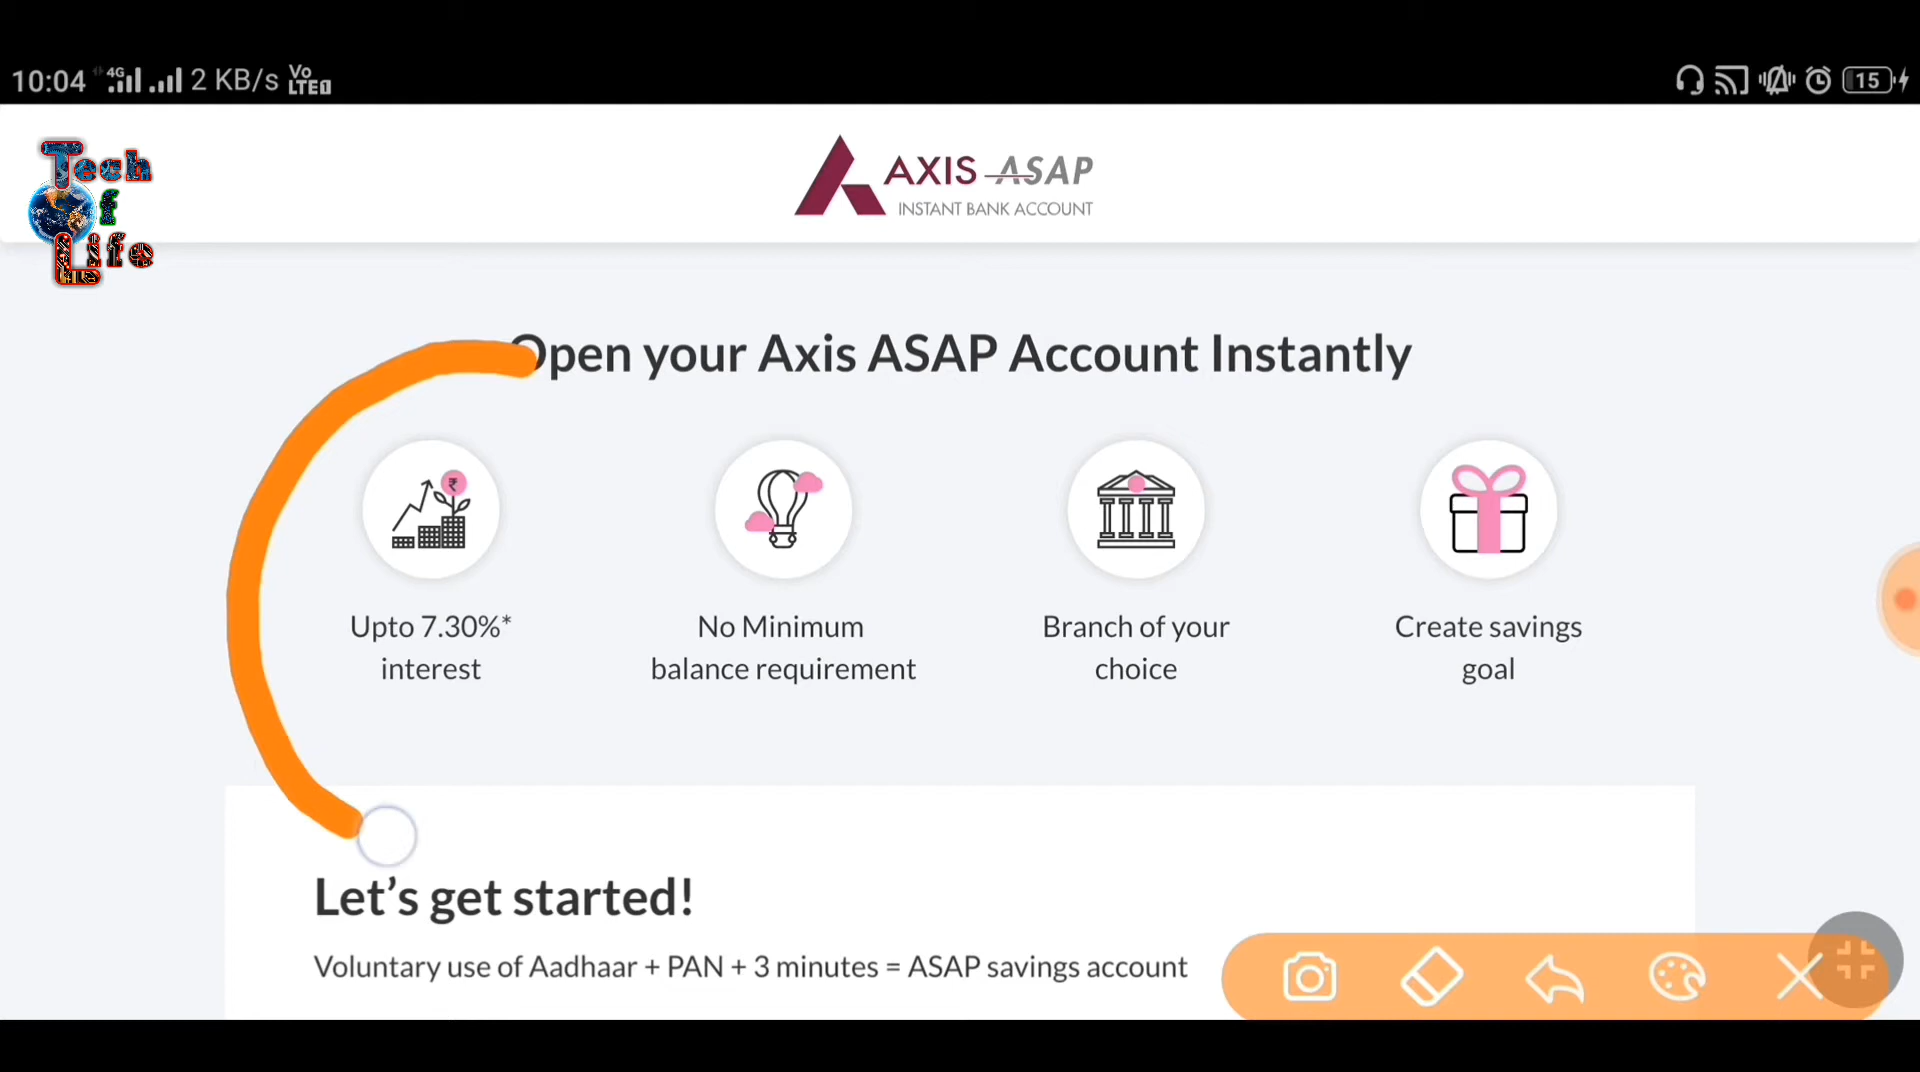 10:04 4G 2 KB/s Vo LTE1 15
Tech
Of
Life
AXIS ASAP
INSTANT BANK ACCOUNT
Open your Axis ASAP Account Instantly
Upto 7.30%*
interest
No Minimum
balance requirement
Branch of your
choice
Create savings
goal
Let's get started!
Voluntary use of Aadhaar + PAN + 3 minutes = ASAP savings account